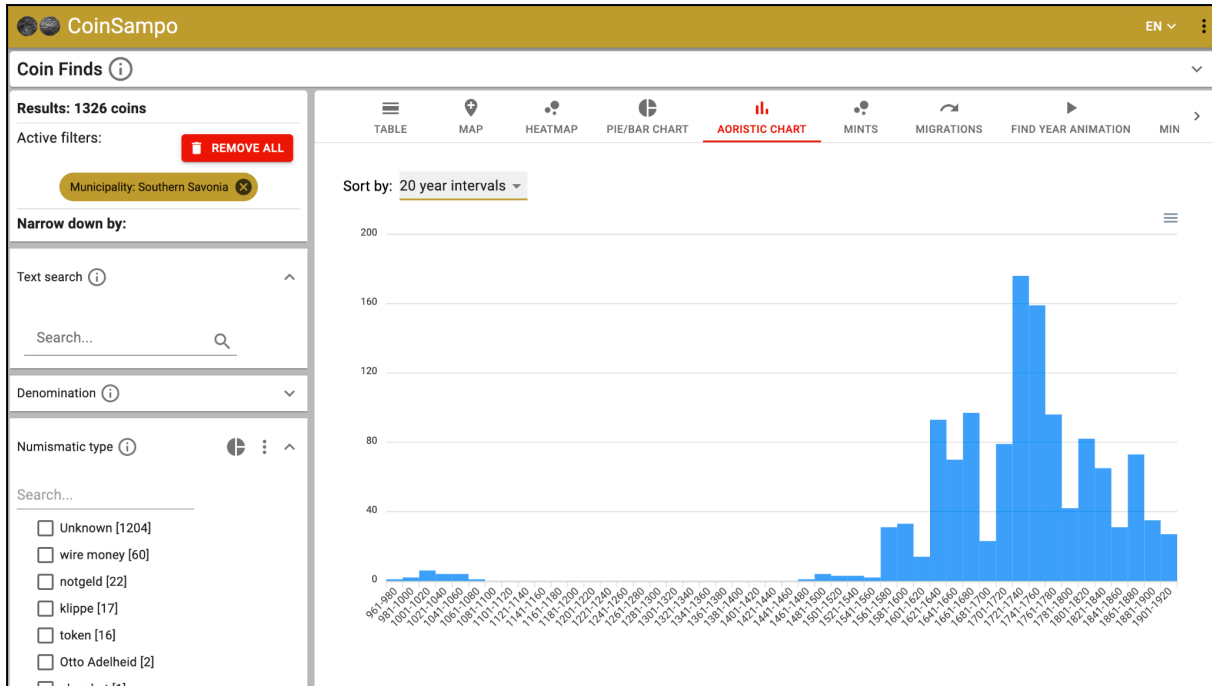 CoinSampo
EN
Coin Finds
Results: 1326 coins
Active filters:
REMOVE ALL
Municipality: Southern Savonia
Narrow down by:
Text search
Search...
Denomination
Numismatic type
Search...
Unknown [1204]
wire money [60]
notgeld [22]
klippe [17]
token [16]
Otto Adelheid [2]
TABLE
MAP
HEATMAP
PIE/BAR CHART
AORISTIC CHART
MINTS
MIGRATIONS
FIND YEAR ANIMATION
MIN
Sort by: 20 year intervals
200
160
120
80
40
0
961-980
981-1000
1001-1020
1021-1040
1041-1060
1061-1080
1081-1100
1101-1120
1121-1140
1141-1160
1161-1180
1181-1200
1201-1220
1221-1240
1241-1260
1261-1280
1281-1300
1301-1320
1322-1340
1341-1360
1361-1380
1381-1400
1401-1420
1421-1440
1441-1460
1461-1480
1481-1500
1501-1520
1521-1540
1541-1560
1561-1580
1581-1600
1601-1620
1621-1640
1641-1660
1661-1680
1681-1700
1701-1720
1721-1740
1741-1760
1761-1780
1781-1800
1801-1820
1821-1840
1841-1860
1861-1880
1881-1900
1901-1920